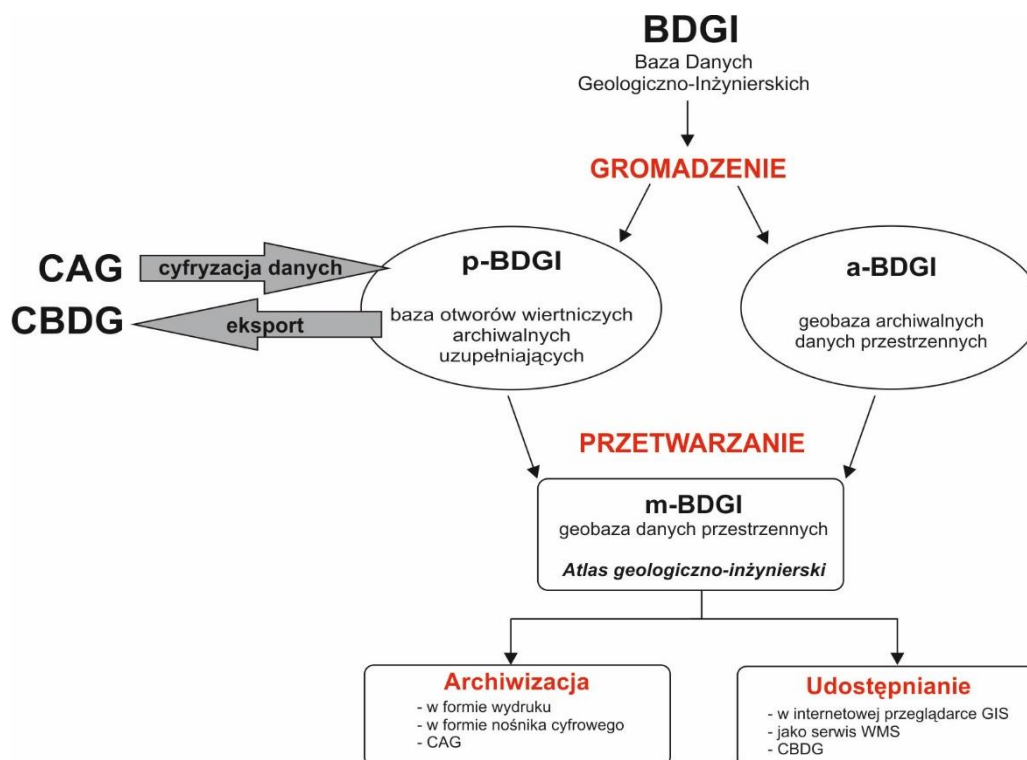 BDGI
Baza Danych
Geologiczno-Inżynierskich
GROMADZENIE
CAG
cyfryzacja danych
CBDG
eksport
p-BDGI
baza otworów wiertniczych
archiwalnych
uzupełniających
a-BDGI
geobaza archiwalnych
danych przestrzennych
PRZETWARZANIE
m-BDGI
geobaza danych przestrzennych
Atlas geologiczno-inżynierski
Archiwizacja
- w formie wydruku
- w formie nośnika cyfrowego
- CAG
Udostępnianie
- w internetowej przeglądarce GIS
- jako serwis WMS
- CBDG